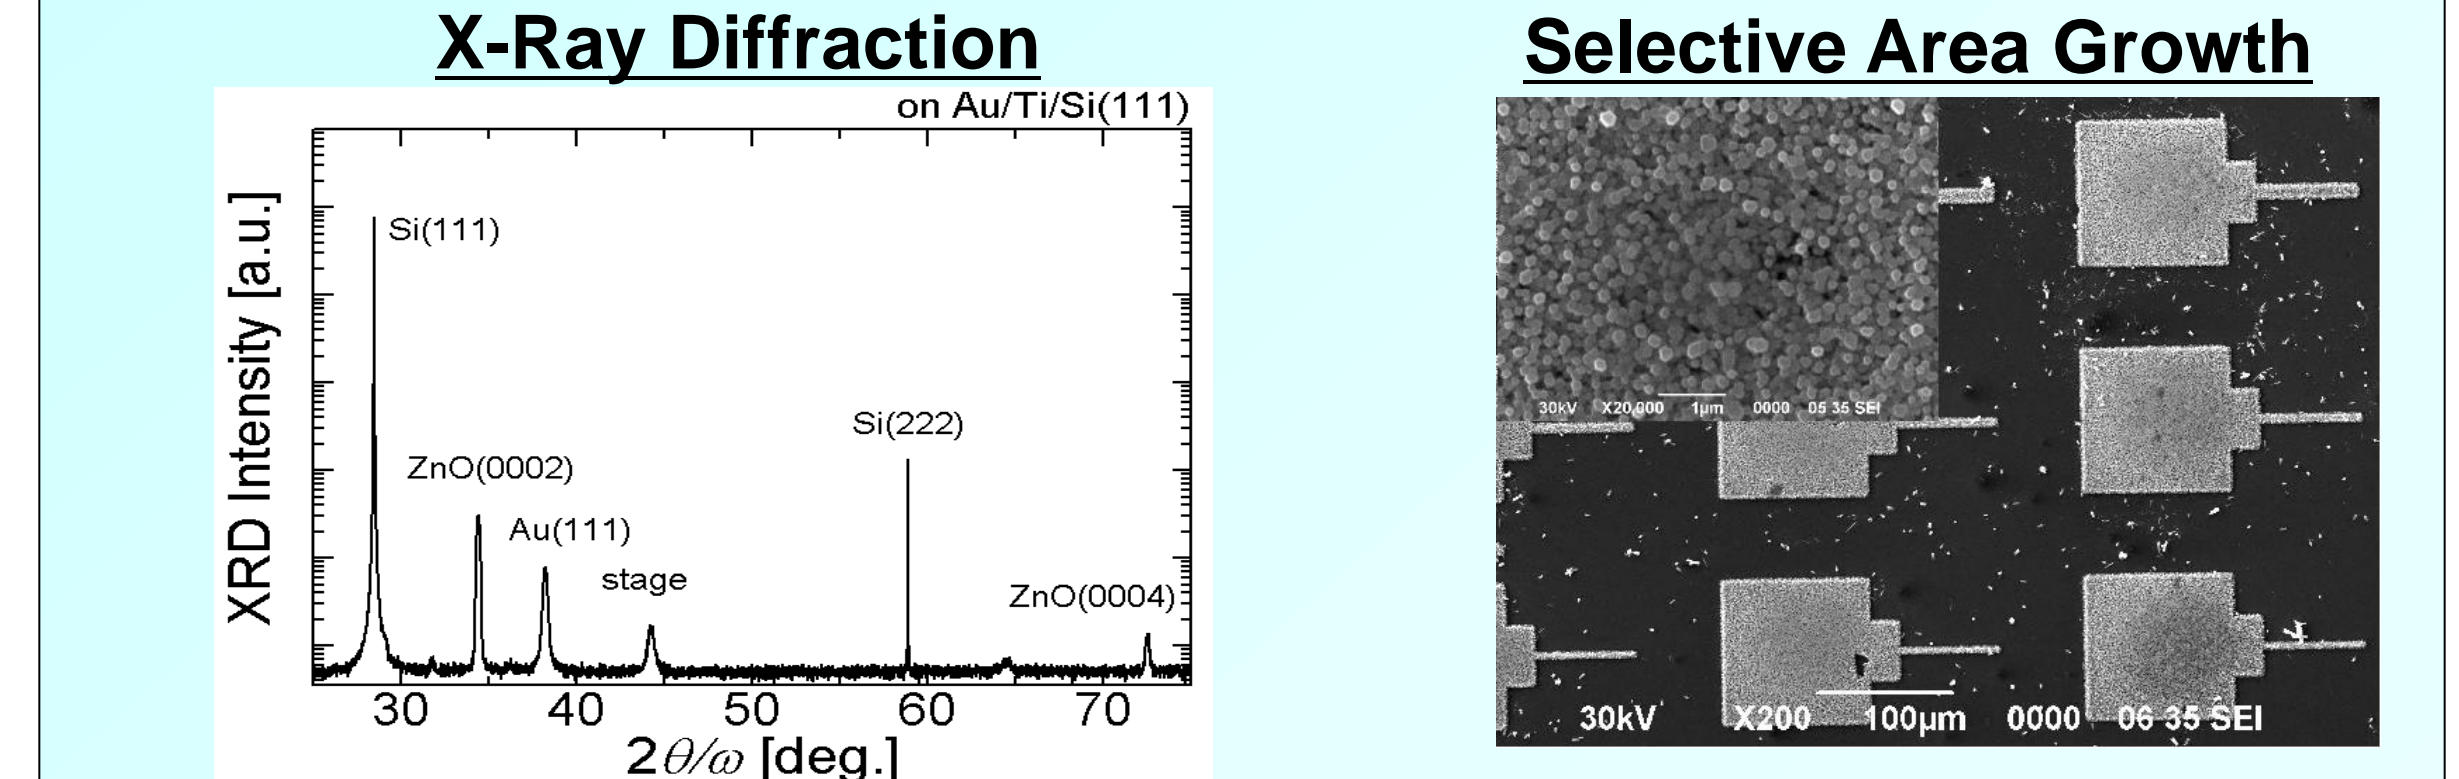 X-Ray Diffraction
on Au/Ti/Si(111)
XRD Intensity [a.u.]
Si(111)
ZnO(0002)
Au(111)
stage
Si(222)
ZnO(0004)
30 40 50 60 70
2θ/ω [deg.]
Selective Area Growth
30kV X20,000 1µm 0000 05 35 SEI
30kV X200 100µm 0000 06 35 SEI